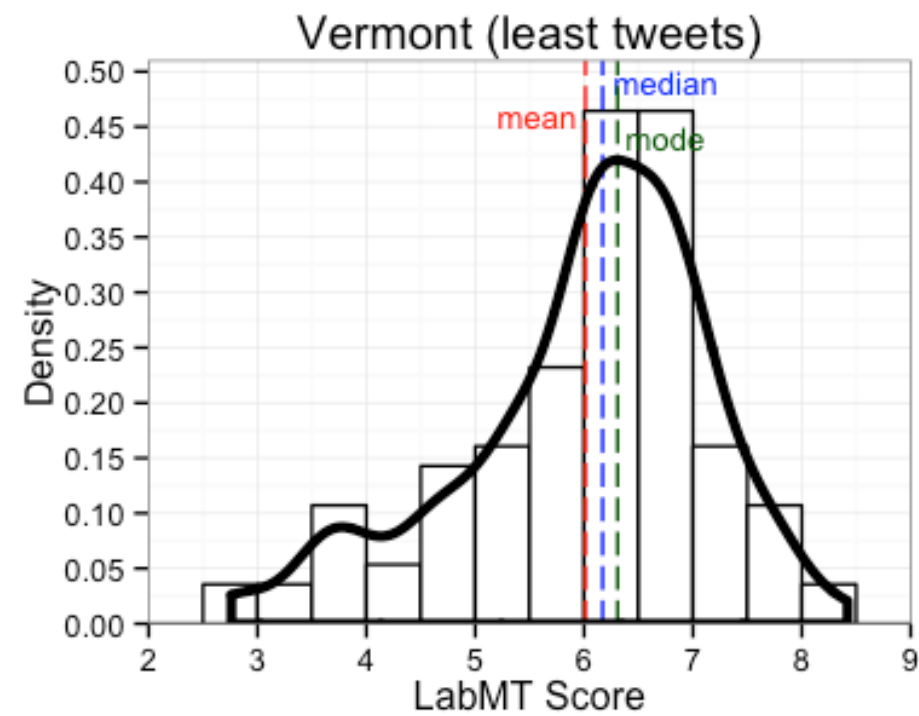 Vermont (least tweets)
median
mean
mode
Density
0.50
0.45
0.40
0.35
0.30
0.25
0.20
0.15
0.10
0.05
0.00
2 3 4 5 6 7 8 9
LabMT Score